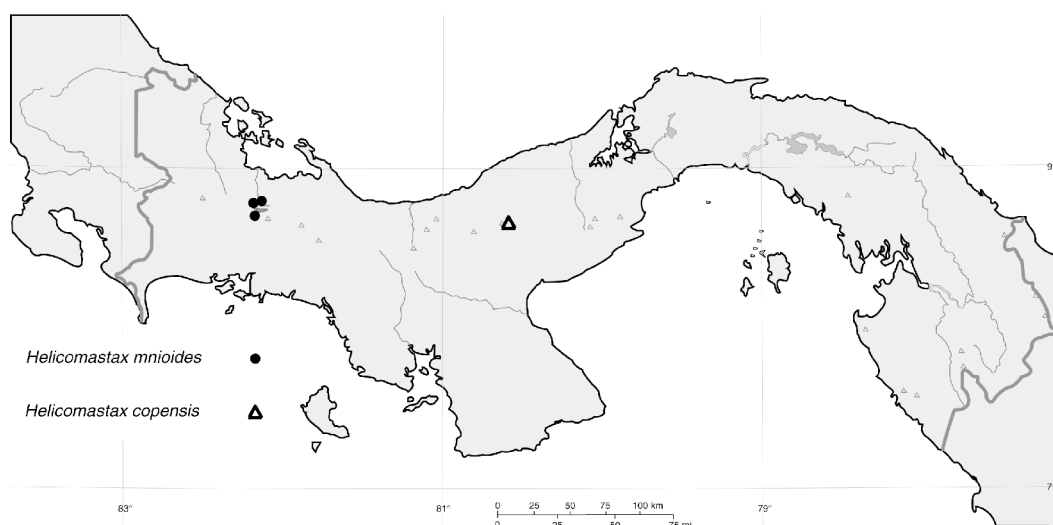 9
Helicomastax mnioides
Helicomastax copensis
83°
81°
79°
0 25 50 75 100 km
0 25 50 75 mi